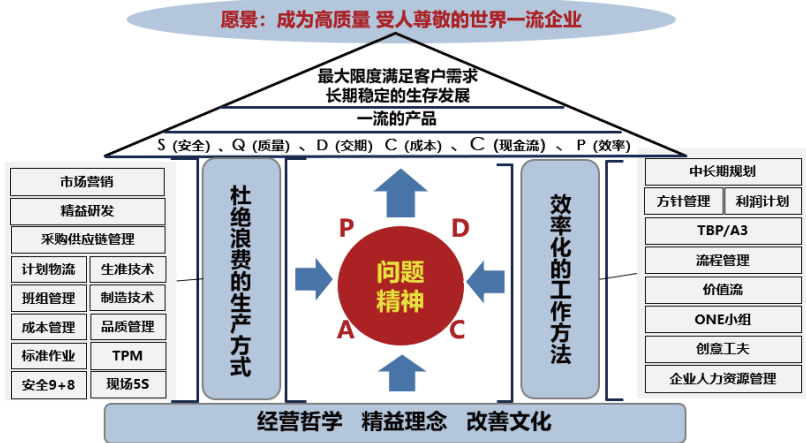 愿景：成为高质量 受人尊敬的世界一流企业
最大限度满足客户需求
长期稳定的生存发展
一流的产品
S (安全) 、Q (质量) 、D (交期) C (成本) 、C (现金流) 、P (效率)
市场营销
精益研发
采购供应链管理
计划物流 生准技术
班组管理 制造技术
成本管理 品质管理
标准作业 TPM
安全9+8 现场5S
杜绝浪费的生产方式
P D
问题
精神
A C
效率化的工作方法
中长期规划
方针管理 利润计划
TBP/A3
流程管理
价值流
ONE小组
创意工夫
企业人力资源管理
经营哲学 精益理念 改善文化